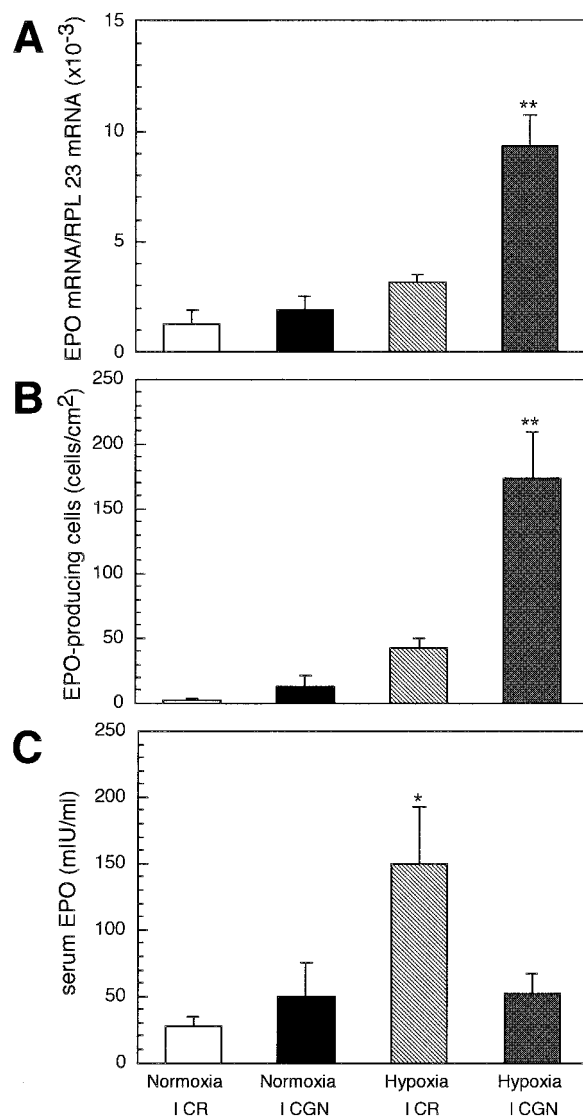 A
EPO mRNA/RPL 23 mRNA (x10-3)
15
10
5
0
**
B
EPO-producing cells (cells/cm2)
250
200
150
100
50
0
**
C
serum EPO (mIU/ml)
250
200
150
100
50
0
*
Normoxia Normoxia Hypoxia Hypoxia
I CR I CGN I CR I CGN